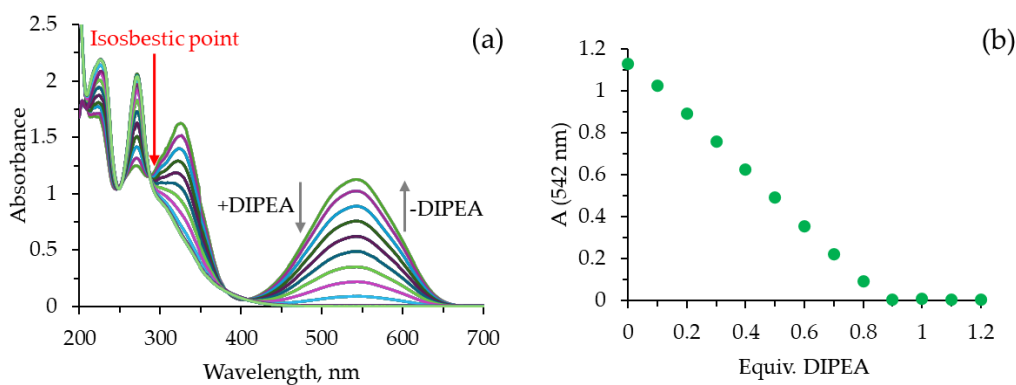 Isosbestic point
(a)
+DIPEA
-DIPEA
Absorbance
2.5
2
1.5
1
0.5
0
200
300
400
500
600
700
Wavelength, nm
(b)
A (542 nm)
1.2
1
0.8
0.6
0.4
0.2
0
0
0.2
0.4
0.6
0.8
1
1.2
Equiv. DIPEA